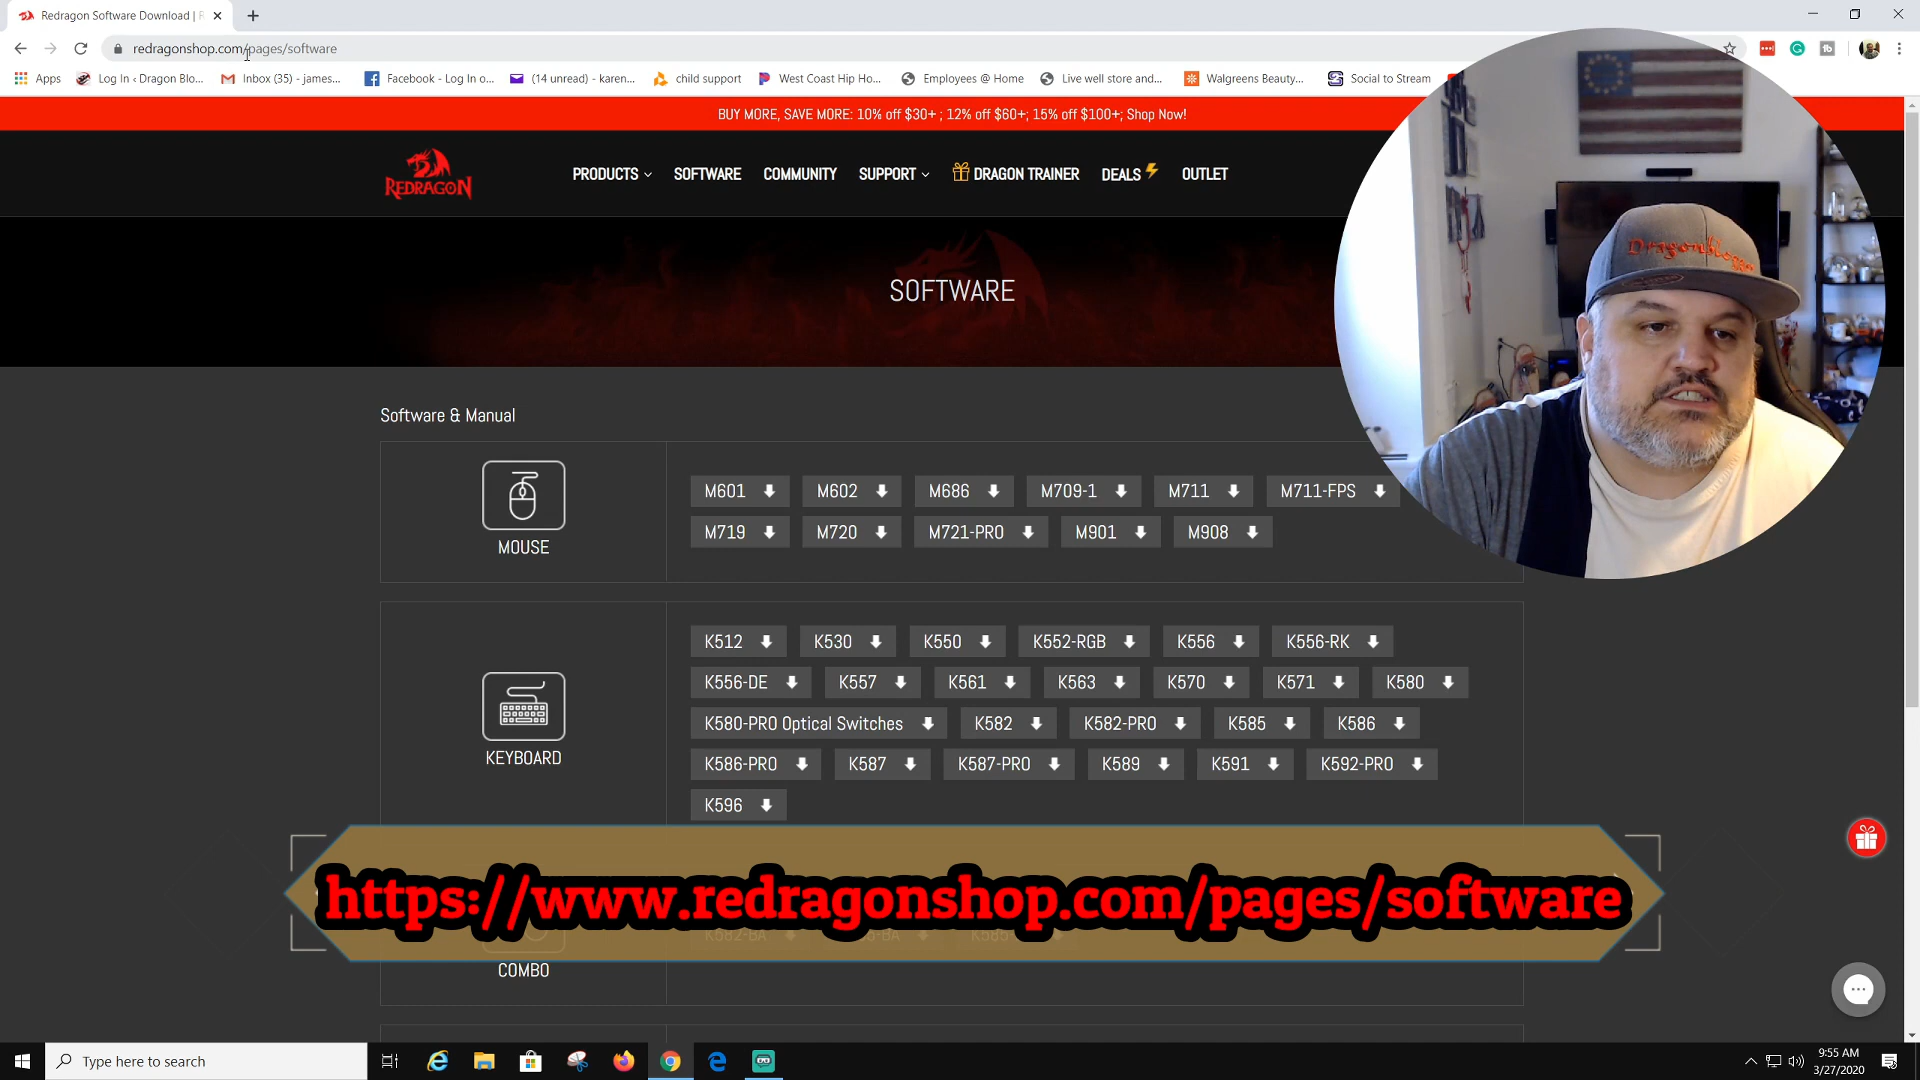 Redragon Software Download | R
redragonshop.com/pages/software
Apps
Log In ‹ Dragon Blo...
Inbox (35) - james...
Facebook - Log In o...
(14 unread) - karen...
child support
West Coast Hip Ho...
Employees @ Home
Live well store and...
Walgreens Beauty...
Social to Stream
BUY MORE, SAVE MORE: 10% off $30+ ; 12% off $60+; 15% off $100+; Shop Now!
REDRAGON
PRODUCTS SOFTWARE COMMUNITY SUPPORT DRAGON TRAINER DEALS OUTLET
SOFTWARE
Dragonblogger
Software & Manual
MOUSE
M601 M602 M686 M709-1 M711 M711-FPS
M719 M720 M721-PRO M901 M908
KEYBOARD
K512 K530 K550 K552-RGB K556 K556-RK
K556-DE K557 K561 K563 K570 K571 K580
K580-PRO Optical Switches K582 K582-PRO K585 K586
K586-PRO K587 K587-PRO K589 K591 K592-PRO
K596
https://www.redragonshop.com/pages/software
K582-BA
COMBO
Type here to search
9:55 AM
3/27/2020